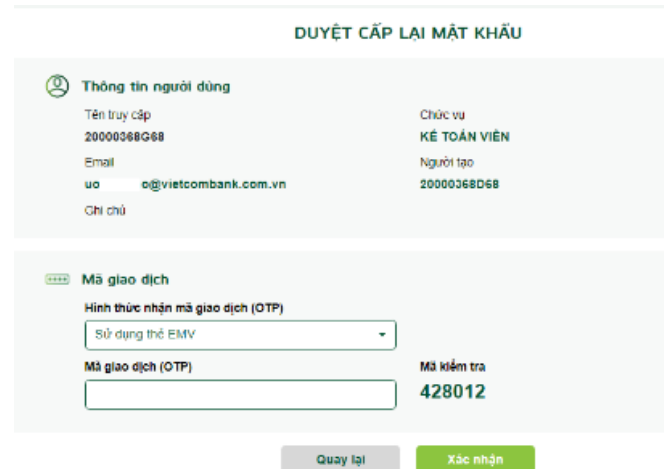 DUYỆT CẤP LẠI MẬT KHẨU
Thông tin người dùng
Tên truy cập
20000368G68
Chức vụ
KẾ TOÁN VIÊN
Email
uo o@vietcombank.com.vn
Người tạo
20000368D68
Ghi chú
Mã giao dịch
Hình thức nhận mã giao dịch (OTP)
Sử dụng thẻ EMV
Mã giao dịch (OTP)
Mã kiểm tra
428012
Quay lại
Xác nhận